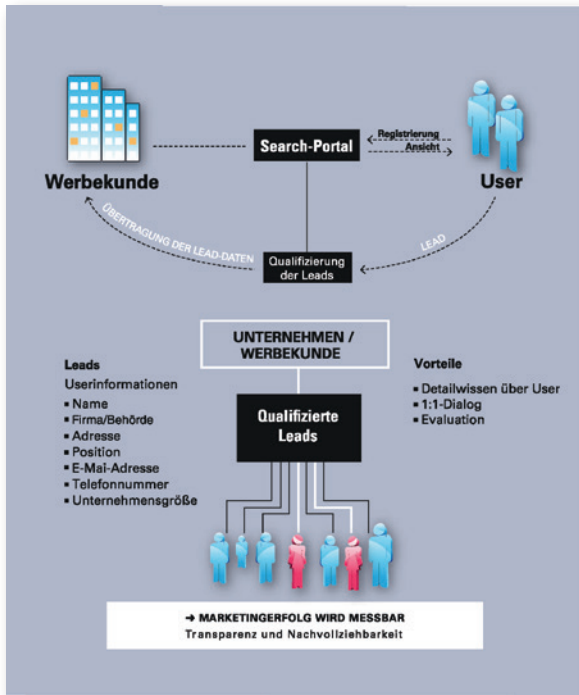 Registrierung
Search-Portal
Ansicht
Werbekunde
User
ÜBERTRAGUNG DER LEAD-DATEN
LEAD
Qualifizierung
der Leads
UNTERNEHMEN /
WERBEKUNDE
Leads
Userinformationen
▪ Name
▪ Firma/Behörde
▪ Adresse
▪ Position
▪ E-Mai-Adresse
▪ Telefonnummer
▪ Unternehmensgröße
Qualifizierte
Leads
Vorteile
▪ Detailwissen über User
▪ 1:1-Dialog
▪ Evaluation
→ MARKETINGERFOLG WIRD MESSBAR
Transparenz und Nachvollziehbarkeit